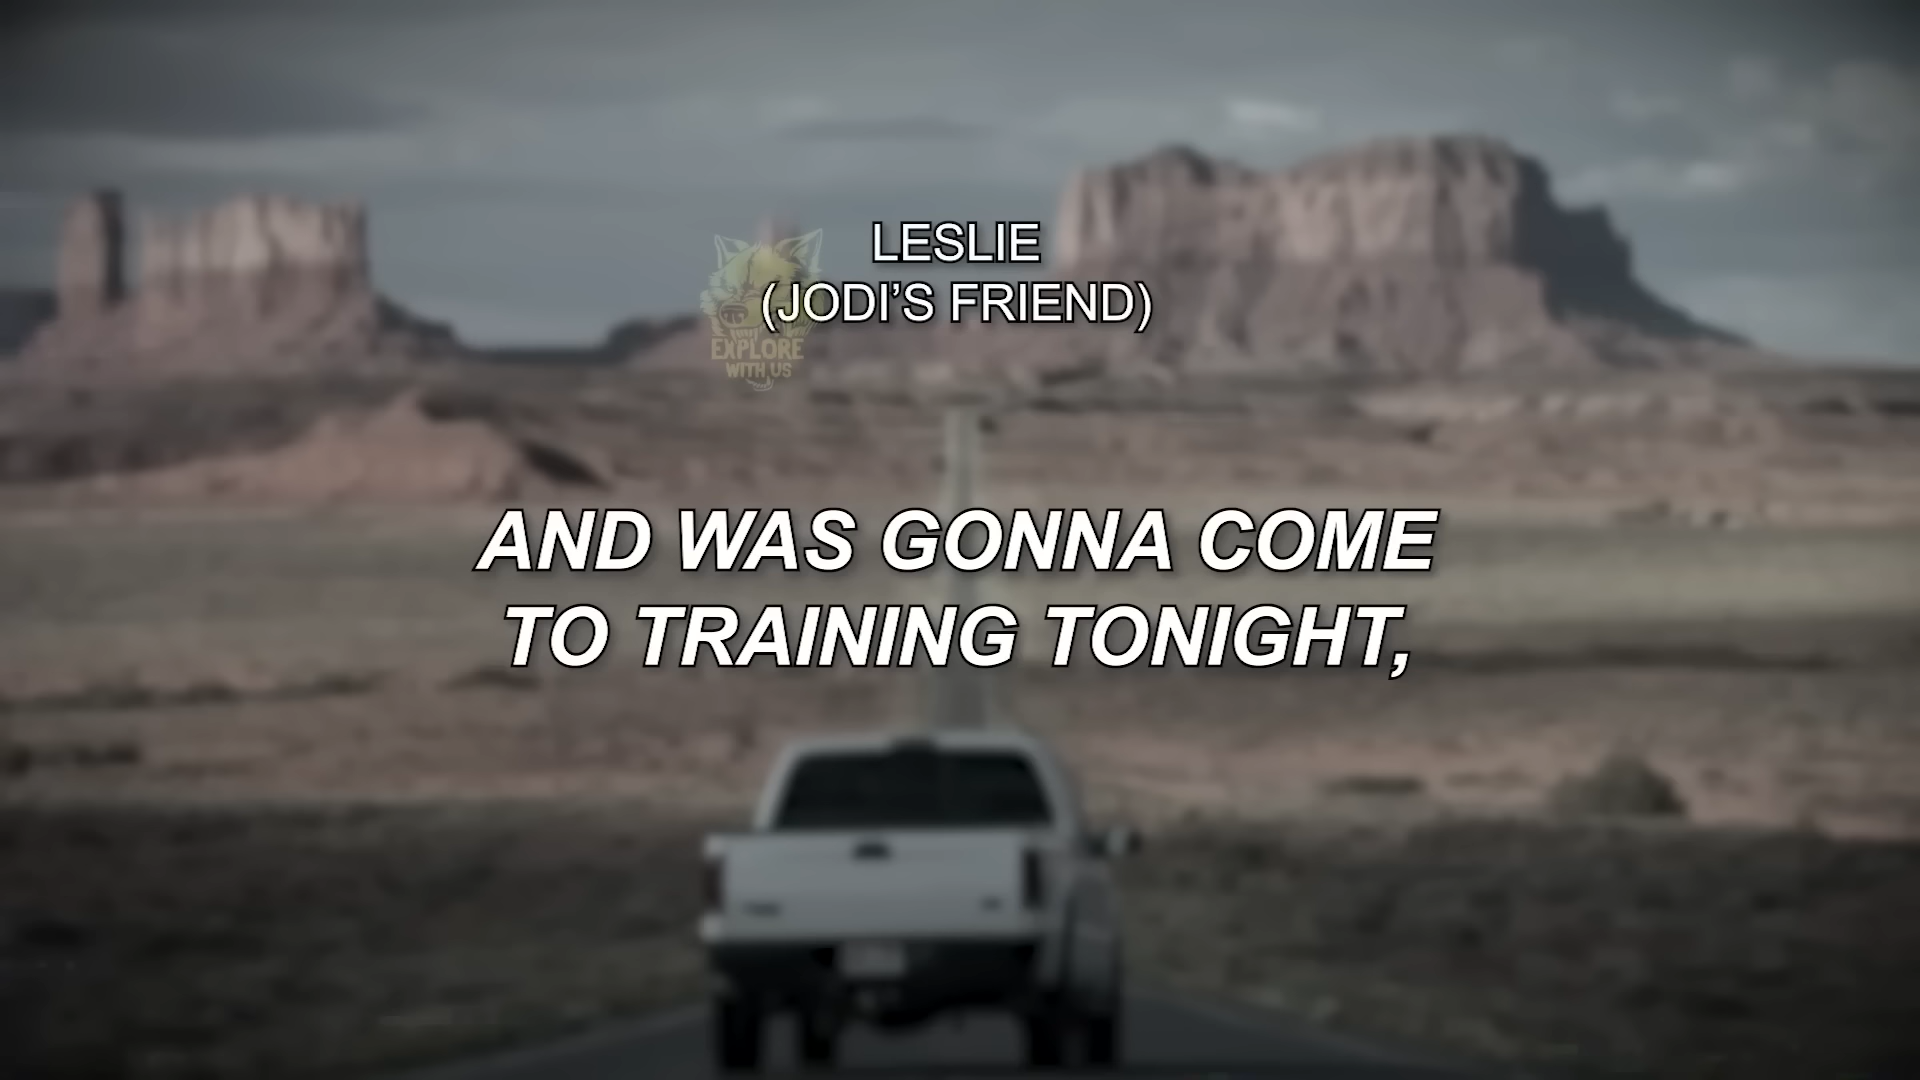 LESLIE
(JODI’S FRIEND)
EXPLORE
WITH US
AND WAS GONNA COME
TO TRAINING TONIGHT,